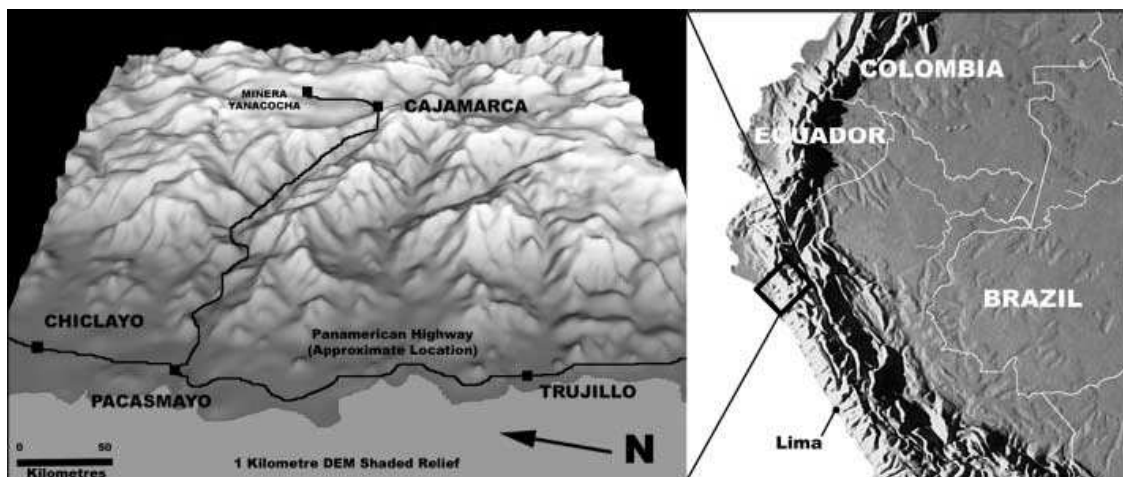 MINERA
YANACOCHA
CAJAMARCA
CHICLAYO
Panamerican Highway
(Approximate Location)
PACASMAYO
TRUJILLO
0 50
Kilometres
1 Kilometre DEM Shaded Relief
N
COLOMBIA
ECUADOR
BRAZIL
Lima